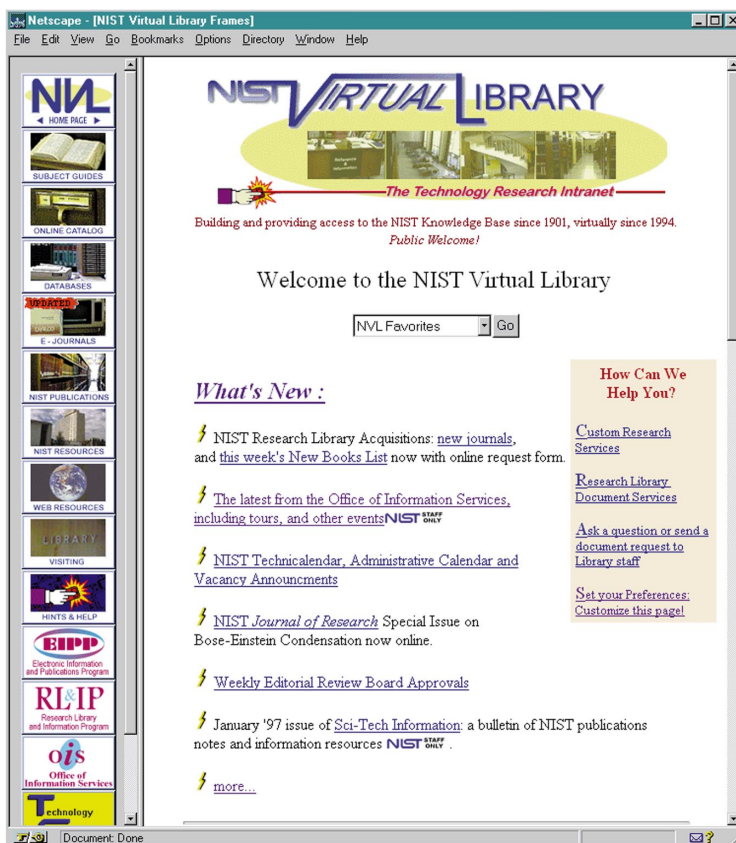 Netscape - [NIST Virtual Library Frames]
File Edit View Go Bookmarks Options Directory Window Help
NVL
HOME PAGE
SUBJECT GUIDES
ONLINE CATALOG
DATABASES
UPDATED
E - JOURNALS
NIST PUBLICATIONS
NIST RESOURCES
WEB RESOURCES
LIBRARY
VISITING
HINTS & HELP
EIPP
Electronic Information
and Publications Program
RL&IP
Research Library
and Information Program
ois
Office of
Information Services
Technology
NIST VIRTUAL LIBRARY
The Technology Research Intranet
Building and providing access to the NIST Knowledge Base since 1901, virtually since 1994.
Public Welcome!
Welcome to the NIST Virtual Library
NVL Favorites Go
What's New :
NIST Research Library Acquisitions: new journals,
and this week's New Books List now with online request form.
The latest from the Office of Information Services,
including tours, and other events NIST STAFF ONLY
NIST Technicalendar, Administrative Calendar and
Vacancy Announcments
NIST Journal of Research Special Issue on
Bose-Einstein Condensation now online.
Weekly Editorial Review Board Approvals
January '97 issue of Sci-Tech Information: a bulletin of NIST publications
notes and information resources NIST STAFF ONLY .
more...
How Can We
Help You?
Custom Research
Services
Research Library
Document Services
Ask a question or send a
document request to
Library staff
Set your Preferences:
Customize this page!
Document: Done